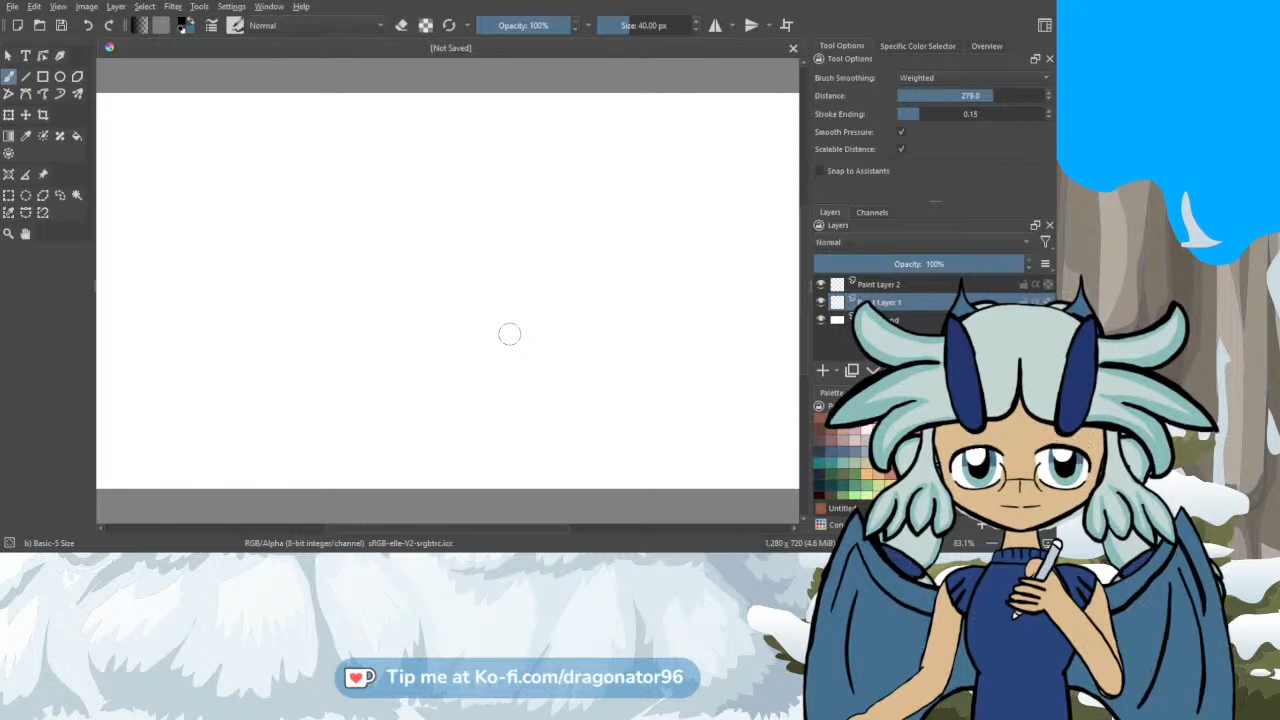 File Edit View Image Layer Select Filter Tools Settings Window Help
Normal
Opacity: 100%
Size: 40.00 px
[Not Saved]
Tool Options Specific Color Selector Overview
Tool Options
Brush Smoothing: Weighted
Distance: 279.0
Stroke Ending: 0.15
Smooth Pressure:
Scalable Distance:
Snap to Assistants
Layers Channels
Layers
Normal
Opacity: 100%
Paint Layer 2
Layer 1
Palette
Untitled
b) Basic-5 Size
RGB/Alpha (8-bit integer/channel) sRGB-elle-V2-srgbtrc.icc
1,280 x 720 (4.6 MiB)
83.1%
Tip me at Ko-fi.com/dragonator96